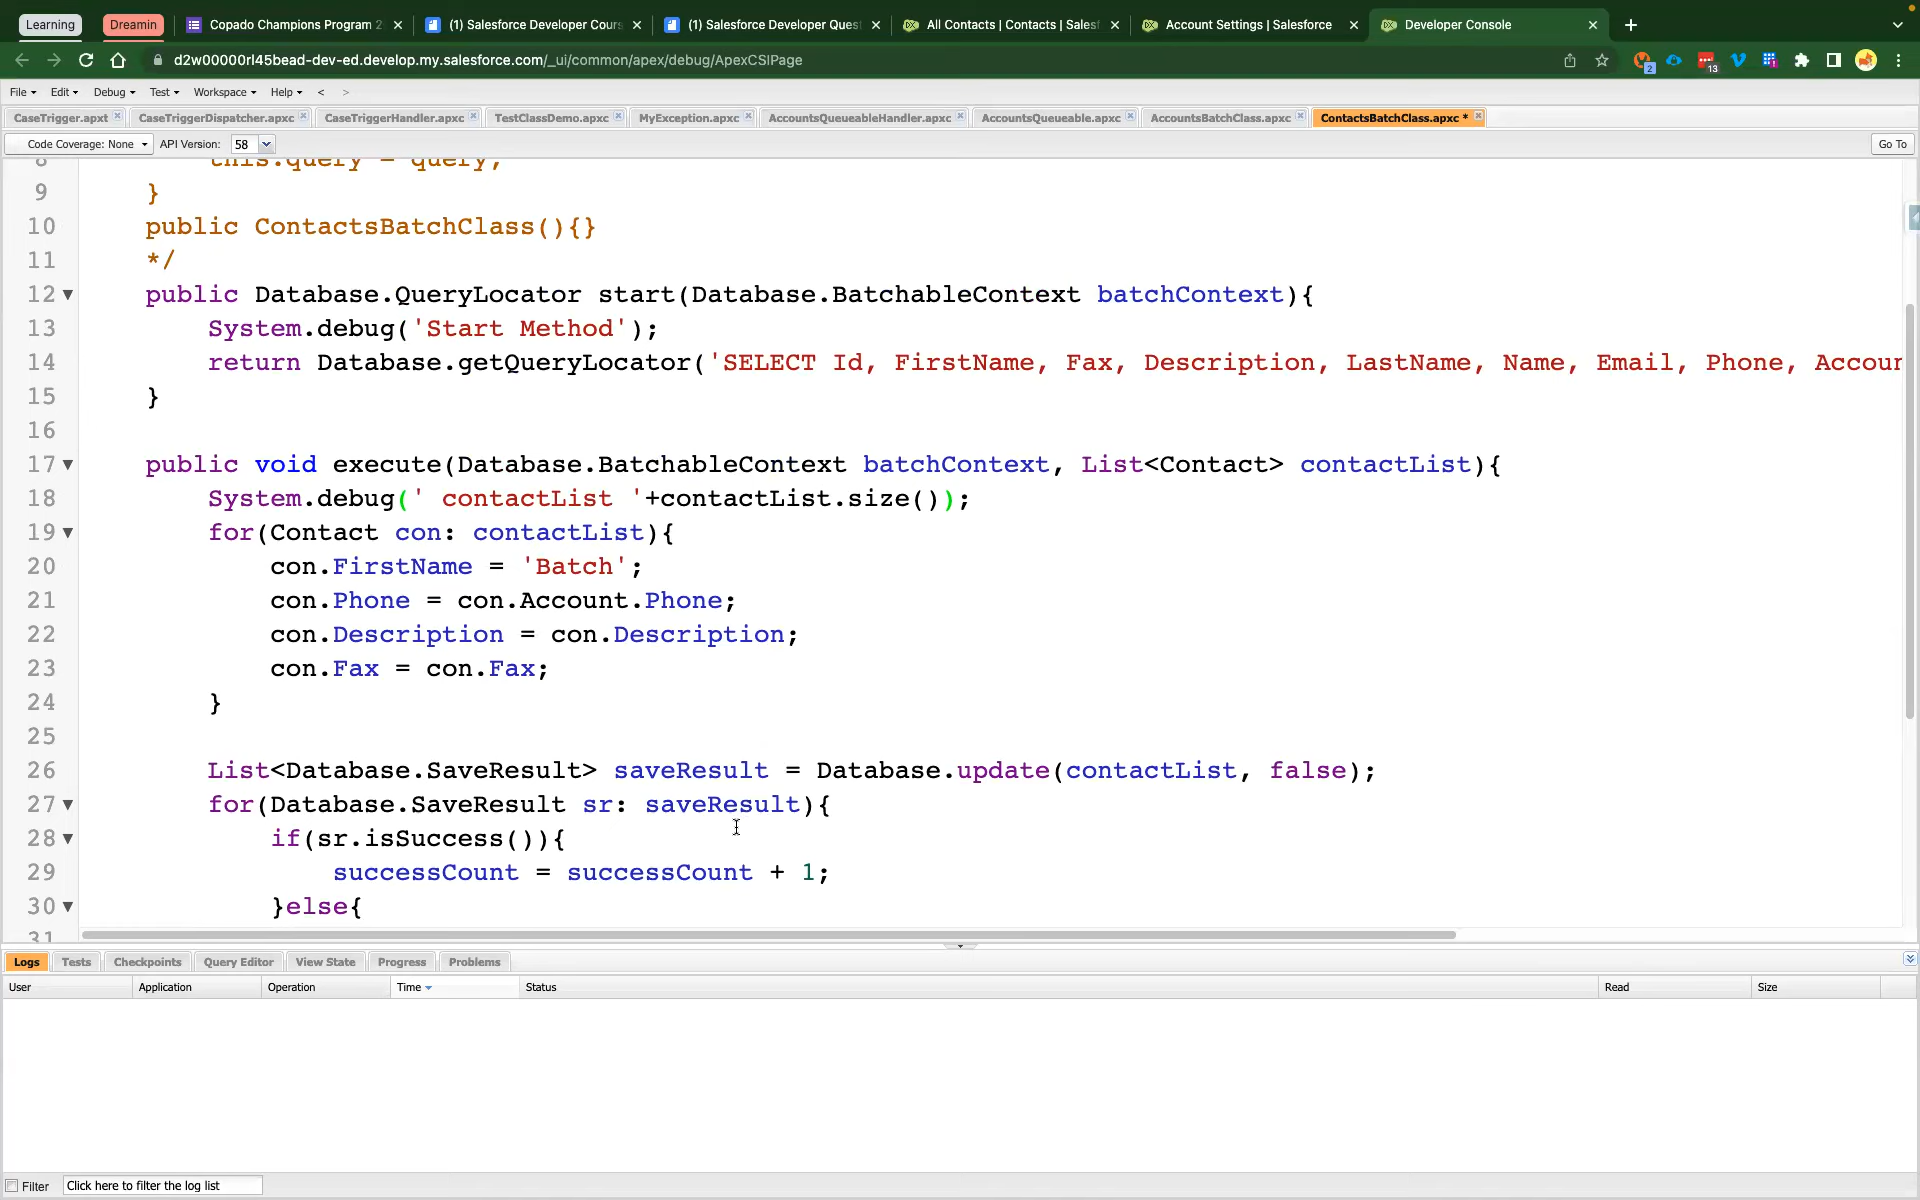 Learning Dreamin Copado Champions Program 2 (1) Salesforce Developer Cours (1) Salesforce Developer Quest All Contacts | Contacts | Salesf Account Settings | Salesforce Developer Console
d2w00000rl45bead-dev-ed.develop.my.salesforce.com/_ui/common/apex/debug/ApexCSIPage 2 13
File Edit Debug Test Workspace Help < >
CaseTrigger.apxt CaseTriggerDispatcher.apxc CaseTriggerHandler.apxc TestClassDemo.apxc MyException.apxc AccountsQueueableHandler.apxc AccountsQueueable.apxc AccountsBatchClass.apxc ContactsBatchClass.apxc *
Code Coverage: None API Version: 58 Go To
8 this.query = query;
9 }
10 public ContactsBatchClass(){}
11 */
12 public Database.QueryLocator start(Database.BatchableContext batchContext){
13 System.debug('Start Method');
14 return Database.getQueryLocator('SELECT Id, FirstName, Fax, Description, LastName, Name, Email, Phone, Accoun
15 }
16
17 public void execute(Database.BatchableContext batchContext, List<Contact> contactList){
18 System.debug(' contactList '+contactList.size());
19 for(Contact con: contactList){
20 con.FirstName = 'Batch';
21 con.Phone = con.Account.Phone;
22 con.Description = con.Description;
23 con.Fax = con.Fax;
24 }
25
26 List<Database.SaveResult> saveResult = Database.update(contactList, false);
27 for(Database.SaveResult sr: saveResult){
28 if(sr.isSuccess()){
29 successCount = successCount + 1;
30 }else{
31
Logs Tests Checkpoints Query Editor View State Progress Problems
User Application Operation Time Status Read Size
Filter Click here to filter the log list